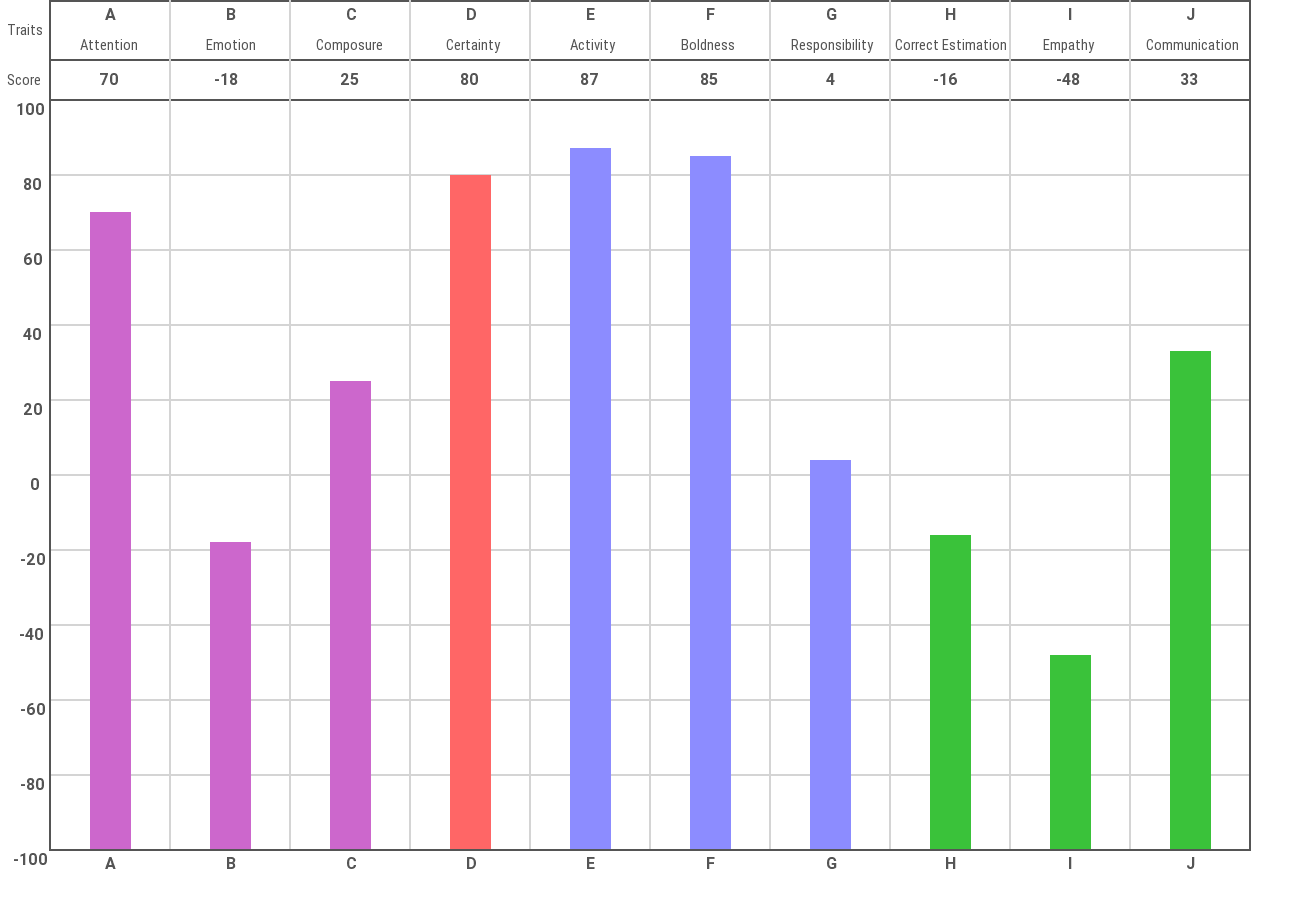 A B C D E F G H I J
Traits
Attention Emotion Composure Certainty Activity Boldness Responsibility Correct Estimation Empathy Communication
Score 70 -18 25 80 87 85 4 -16 -48 33
100
80
60
40
20
0
-20
-40
-60
-80
-100
A B C D E F G H I J